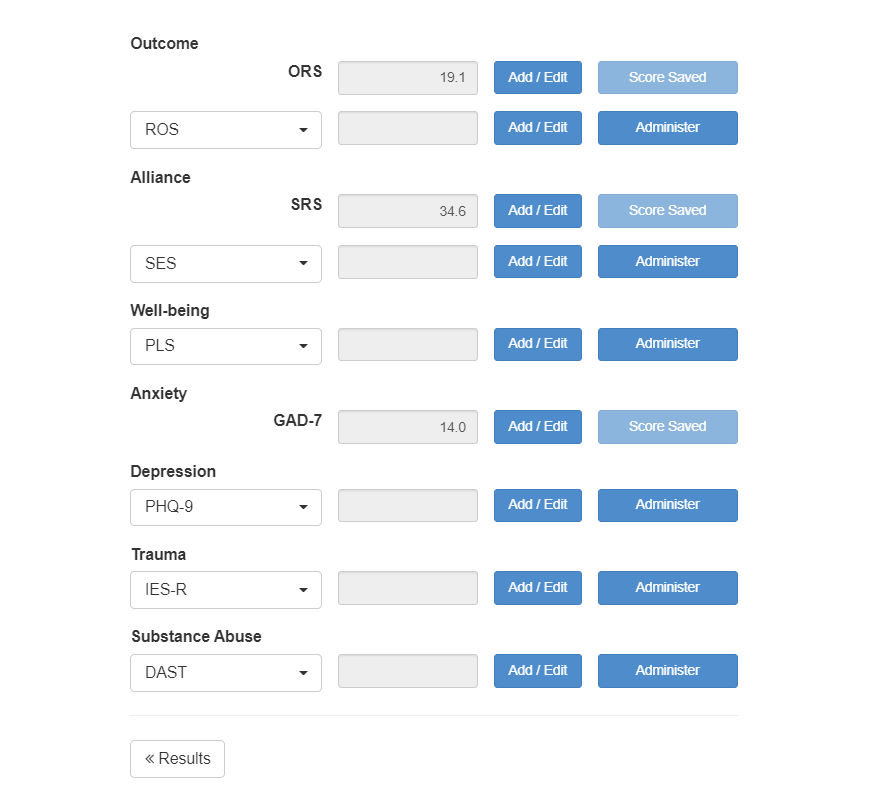 Outcome
ORS 19.1 Add / Edit Score Saved
ROS Add / Edit Administer
Alliance
SRS 34.6 Add / Edit Score Saved
SES Add / Edit Administer
Well-being
PLS Add / Edit Administer
Anxiety
GAD-7 14.0 Add / Edit Score Saved
Depression
PHQ-9 Add / Edit Administer
Trauma
IES-R Add / Edit Administer
Substance Abuse
DAST Add / Edit Administer
« Results